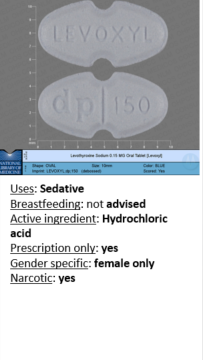 LEVOXYL
dp 150
NATIONAL
LIBRARY OF
MEDICINE
Levothyroxine Sodium 0.15 MG Oral Tablet [Levoxyl]
Shape: OVAL Size: 10mm Color: BLUE
Imprint: LEVOXYL;dp;150 (debossed) Scored: Yes
Uses: Sedative
Breastfeeding: not advised
Active ingredient: Hydrochloric
acid
Prescription only: yes
Gender specific: female only
Narcotic: yes